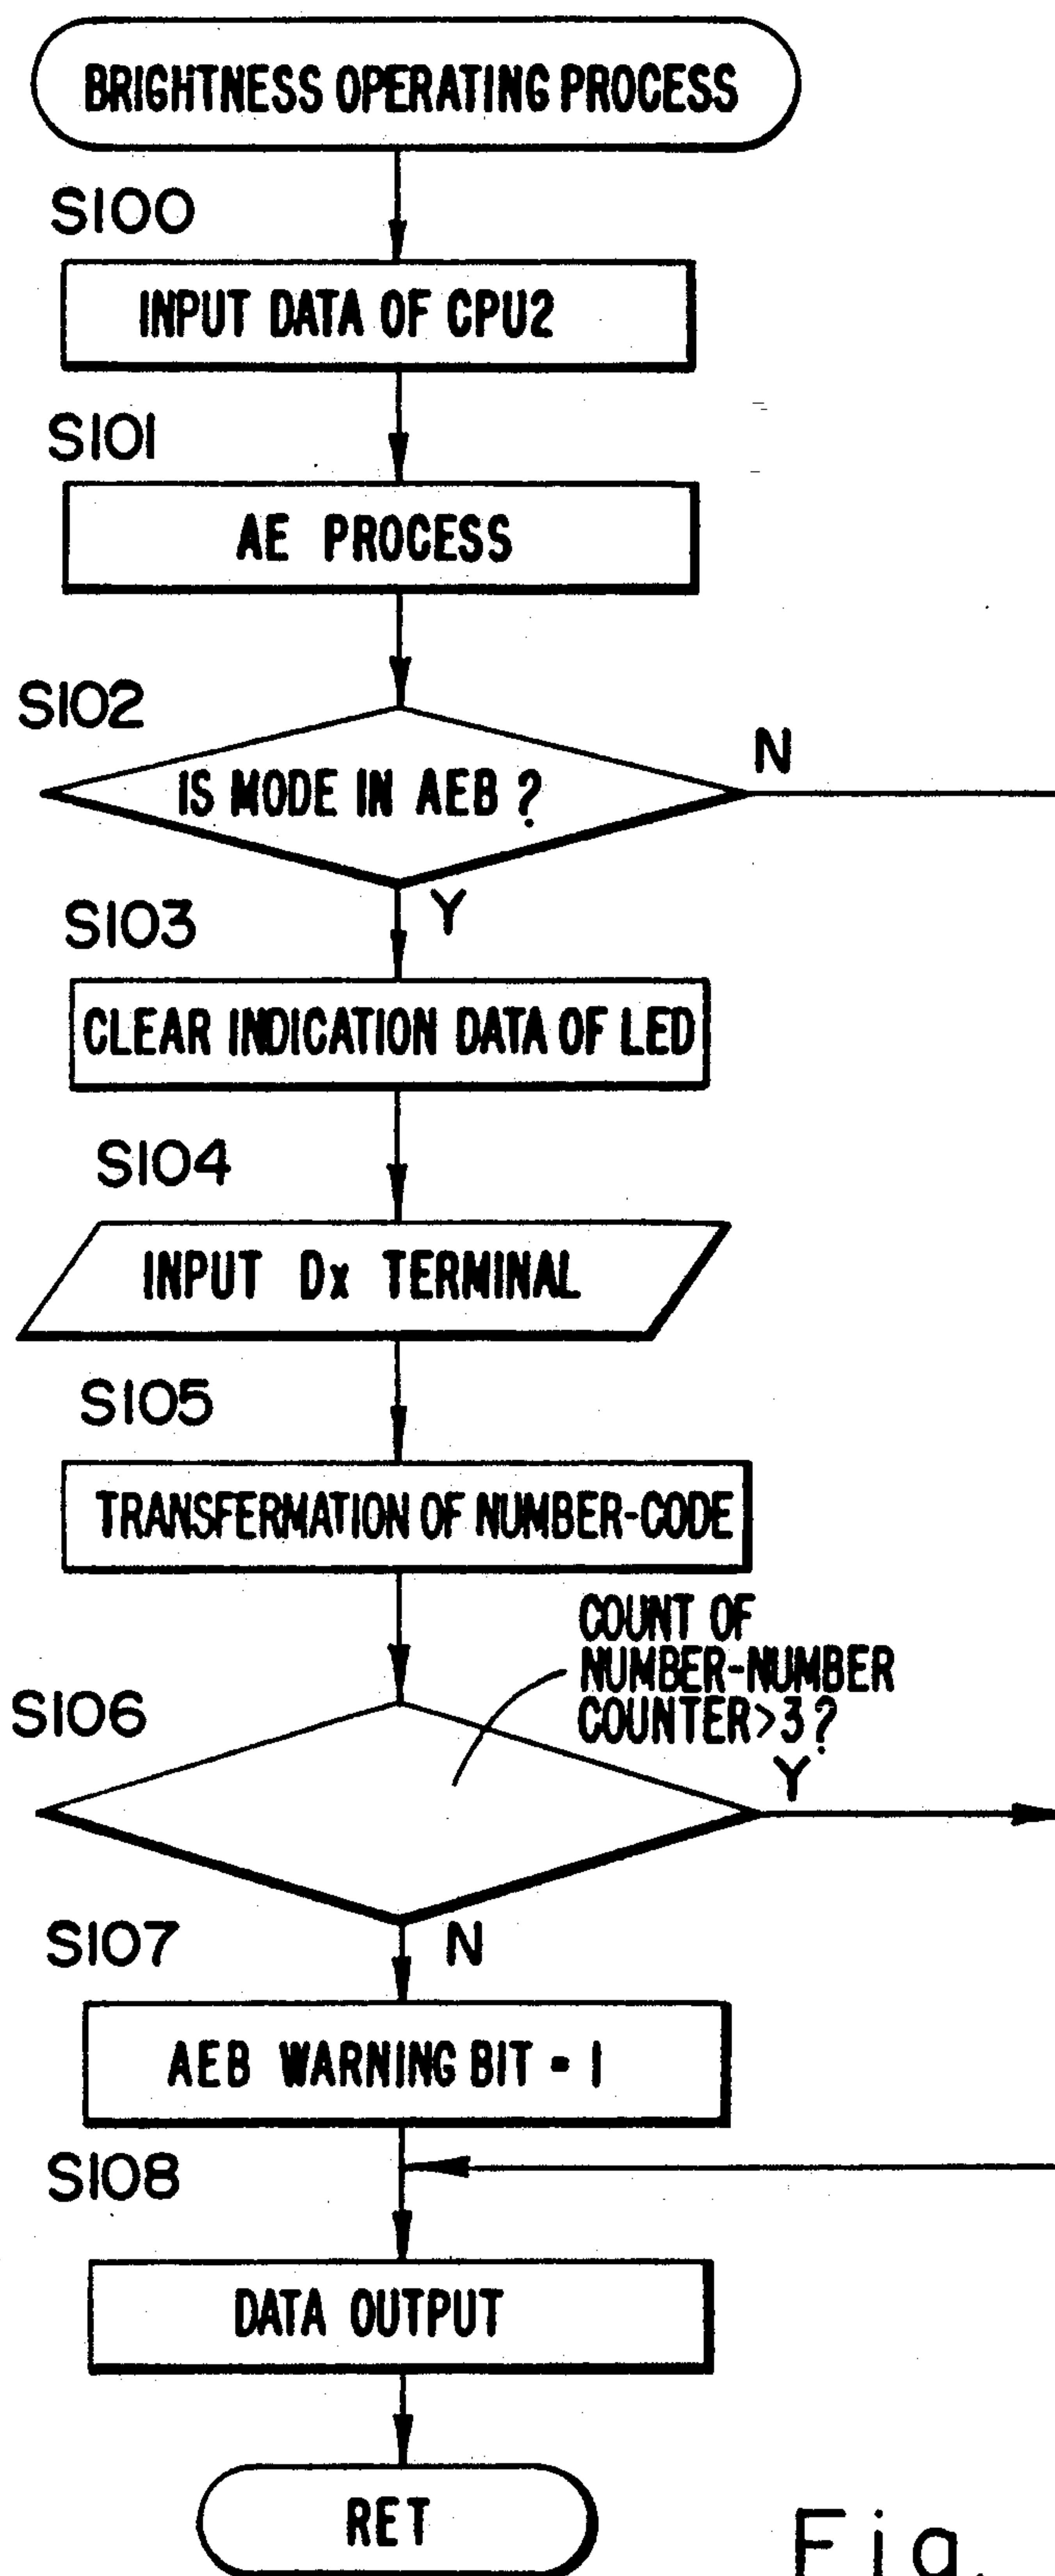 BRIGHTNESS OPERATING PROCESS
S100
INPUT DATA OF CPU2
S101
AE PROCESS
S102
IS MODE IN AEB ?
N
Y
S103
CLEAR INDICATION DATA OF LED
S104
INPUT Dx TERMINAL
S105
TRANSFERMATION OF NUMBER-CODE
COUNT OF
NUMBER-NUMBER
COUNTER>3?
S106
Y
N
S107
AEB WARNING BIT = 1
S108
DATA OUTPUT
RET
Fig.